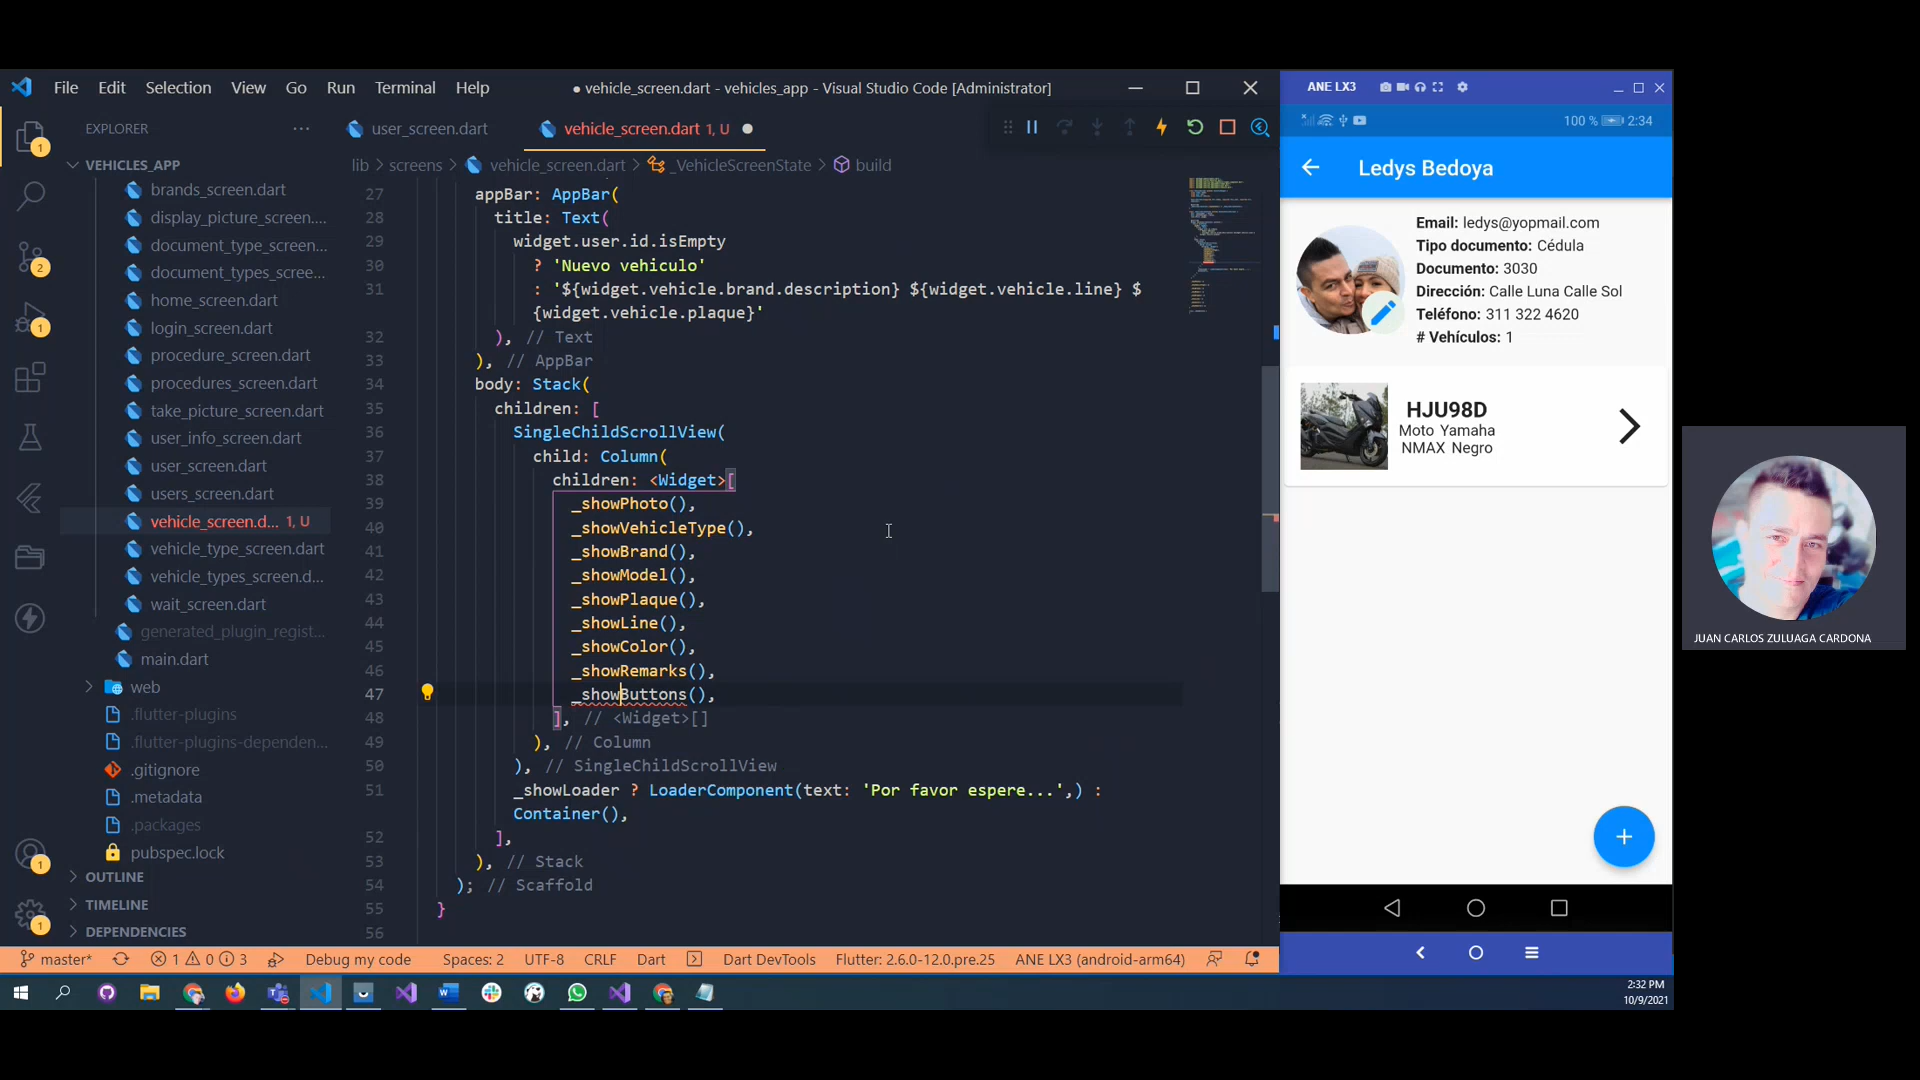 File Edit Selection View Go Run Terminal Help
● vehicle_screen.dart - vehicles_app - Visual Studio Code [Administrator]
EXPLORER
user_screen.dart
vehicle_screen.dart 1, U
VEHICLES_APP
lib > screens > vehicle_screen.dart > _VehicleScreenState > build
brands_screen.dart
display_picture_screen....
document_type_screen...
document_types_scree...
home_screen.dart
login_screen.dart
procedure_screen.dart
procedures_screen.dart
take_picture_screen.dart
user_info_screen.dart
user_screen.dart
users_screen.dart
vehicle_screen.d... 1, U
vehicle_type_screen.dart
vehicle_types_screen.d...
wait_screen.dart
generated_plugin_regist...
main.dart
web
.flutter-plugins
.flutter-plugins-dependen...
.gitignore
.metadata
.packages
pubspec.lock
OUTLINE
TIMELINE
DEPENDENCIES
27 appBar: AppBar(
28 title: Text(
29 widget.user.id.isEmpty
30 ? 'Nuevo vehiculo'
31 : '${widget.vehicle.brand.description} ${widget.vehicle.line} $
{widget.vehicle.plaque}'
32 ), // Text
33 ), // AppBar
34 body: Stack(
35 children: [
36 SingleChildScrollView(
37 child: Column(
38 children: <Widget>[
39 _showPhoto(),
40 _showVehicleType(),
41 _showBrand(),
42 _showModel(),
43 _showPlaque(),
44 _showLine(),
45 _showColor(),
46 _showRemarks(),
47 _showButtons(),
48 ], // <Widget>[]
49 ), // Column
50 ), // SingleChildScrollView
51 _showLoader ? LoaderComponent(text: 'Por favor espere...',) :
Container(),
52 ],
53 ), // Stack
54 ); // Scaffold
55 }
56
master* 1 0 3 Debug my code Spaces: 2 UTF-8 CRLF Dart Dart DevTools Flutter: 2.6.0-12.0.pre.25 ANE LX3 (android-arm64)
2:32 PM
10/9/2021
ANE LX3
100 % 2:34
Ledys Bedoya
Email: ledys@yopmail.com
Tipo documento: Cédula
Documento: 3030
Dirección: Calle Luna Calle Sol
Teléfono: 311 322 4620
# Vehículos: 1
HJU98D
Moto Yamaha
NMAX Negro
JUAN CARLOS ZULUAGA CARDONA